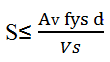 S≤ Av fys d / Vs